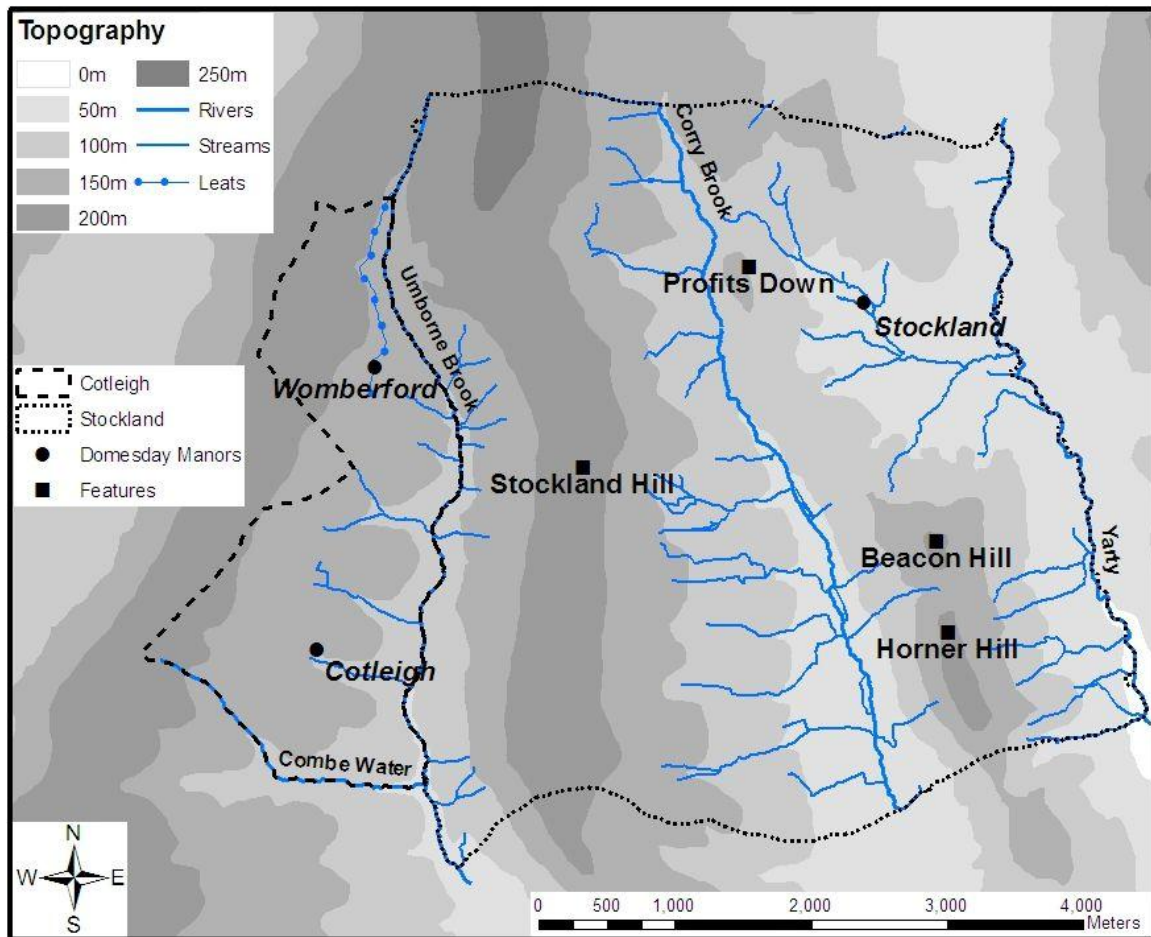 Topography
0m
250m
50m
Rivers
100m
Streams
150m
Leats
200m
Cotleigh
Stockland
Domesday Manors
Features
Corry Brook
Umborne Brook
Profits Down
Stockland
Womberford
Stockland Hill
Beacon Hill
Yarty
Horner Hill
Cotleigh
Combe Water
N
W
E
S
0 500 1,000 2,000 3,000 4,000
Meters